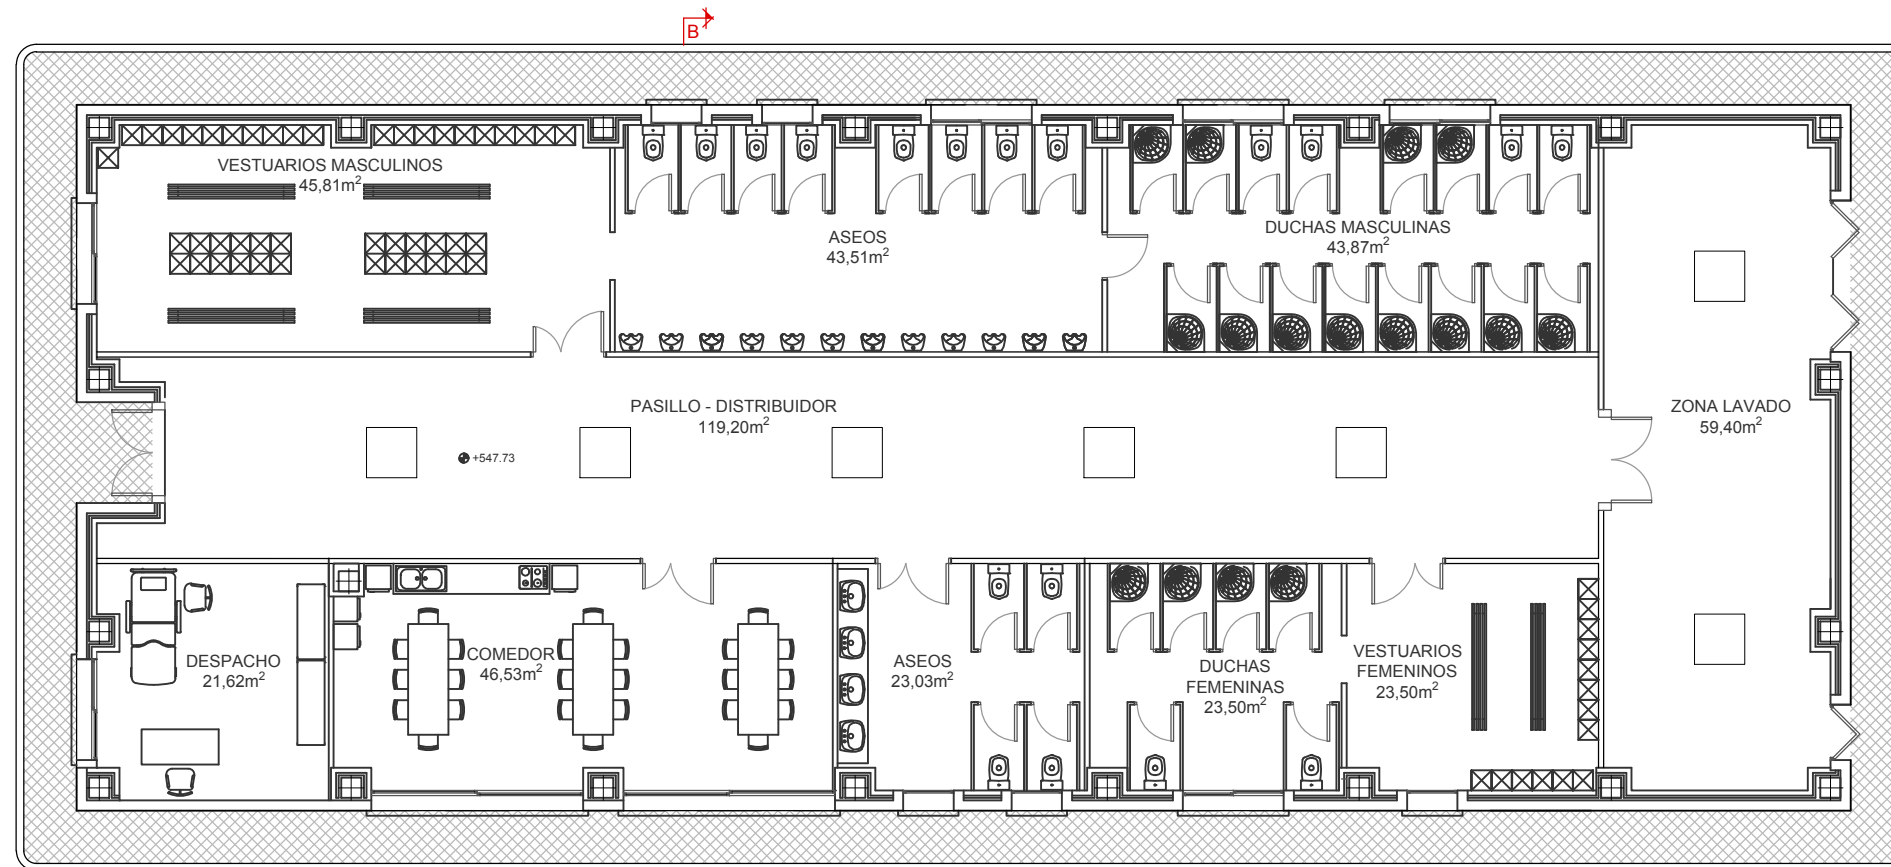 B
VESTUARIOS MASCULINOS
45,81m²
ASEOS
43,51m²
DUCHAS MASCULINAS
43,87m²
PASILLO - DISTRIBUIDOR
119,20m²
ZONA LAVADO
59,40m²
+547.73
DESPACHO
21,62m²
COMEDOR
46,53m²
ASEOS
23,03m²
DUCHAS
FEMENINAS
23,50m²
VESTUARIOS
FEMENINOS
23,50m²